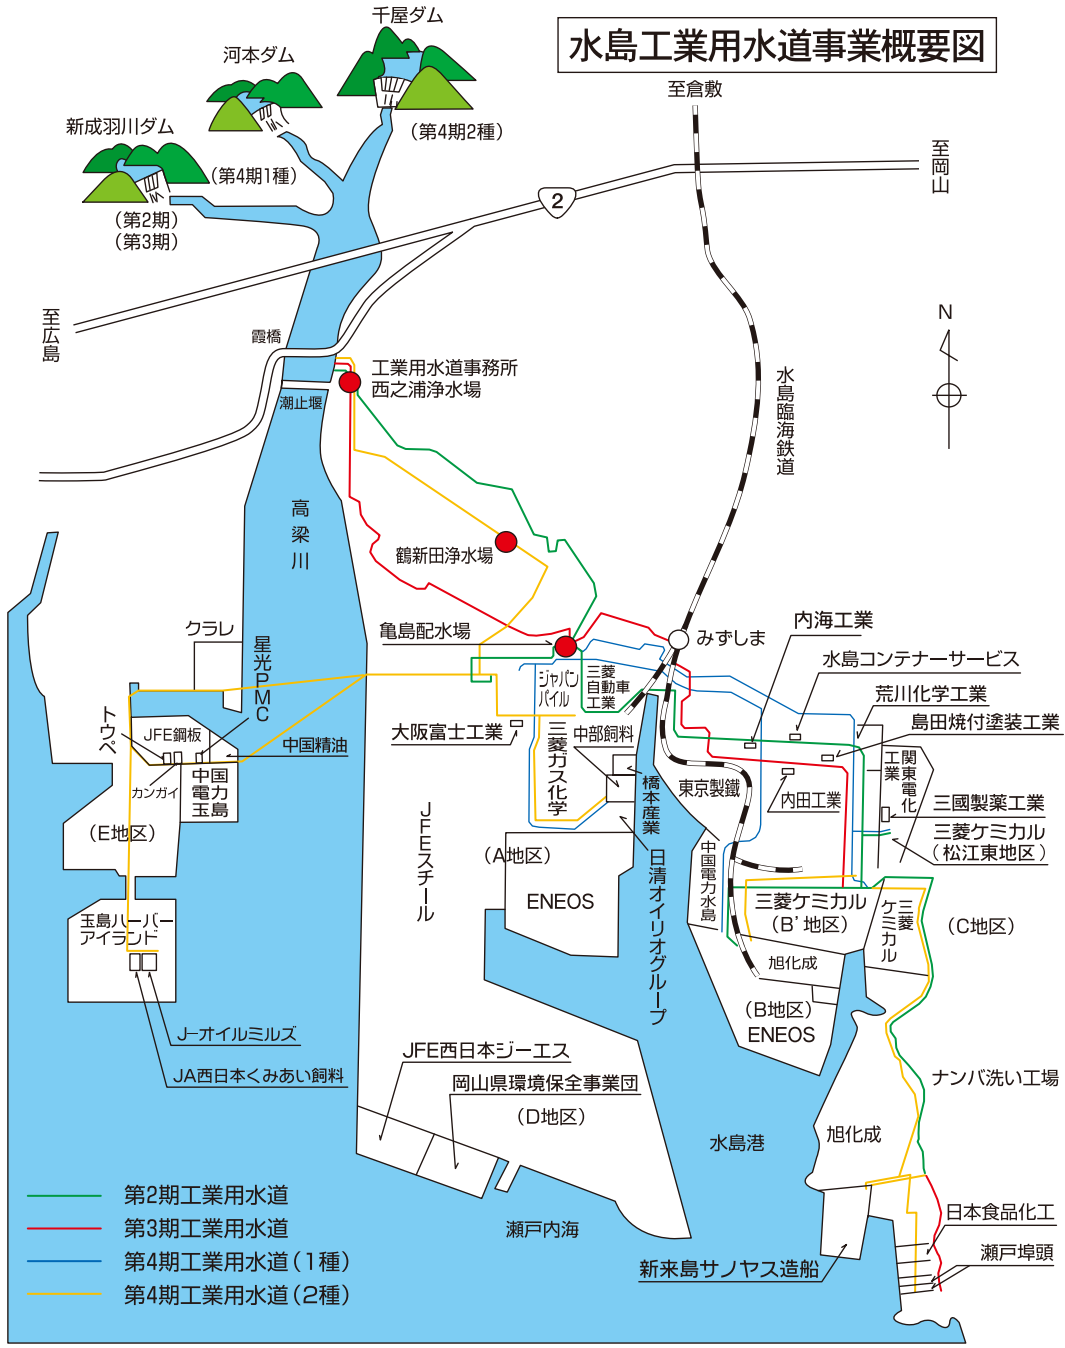 水島工業用水道事業概要図
千屋ダム
河本ダム
新成羽川ダム
(第4期2種)
(第4期1種)
(第2期)
(第3期)
至倉敷
至岡山
2
至広島
霞橋
工業用水道事務所
西之浦浄水場
潮止堰
N
水島臨海鉄道
高梁川
鶴新田浄水場
亀島配水場
みずしま
内海工業
水島コンテナーサービス
荒川化学工業
島田焼付塗装工業
クラレ
星光PMC
トウペ
JFE鋼板
中国精油
カンガイ
中国
電力
玉島
(E地区)
玉島ハーバー
アイランド
J-オイルミルズ
JA西日本くみあい飼料
ジャパン
パイル
三菱
自動車
工業
大阪富士工業
三菱ガス化学
中部飼料
橋本産業
日清オイリオグループ
JFEスチール
(A地区)
ENEOS
東京製鐵
内田工業
関東電化
工業
三國製薬工業
三菱ケミカル
(松江東地区)
中国電力水島
三菱ケミカル
(B'地区)
三菱
ケミカル
(C地区)
旭化成
(B地区)
ENEOS
JFE西日本ジーエス
岡山県環境保全事業団
(D地区)
水島港
旭化成
ナンバ洗い工場
日本食品化工
瀬戸埠頭
新来島サノヤス造船
瀬戸内海
第2期工業用水道
第3期工業用水道
第4期工業用水道(1種)
第4期工業用水道(2種)